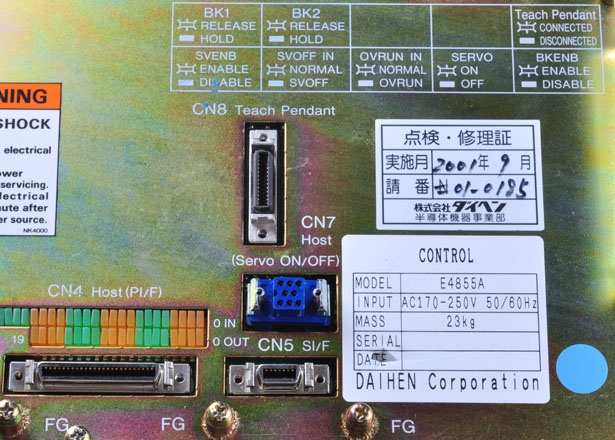 BK1 BK2 Teach Pendant
RELEASE RELEASE CONNECTED
HOLD HOLD DISCONNECTED
SVENB SVOFF IN OVRUN IN SERVO BKENB
ENABLE NORMAL NORMAL ON ENABLE
DISABLE SVOFF OVRUN OFF DISABLE
CN8 Teach Pendant
NING
SHOCK
electrical
ower
servicing.
lectrical
nute after
er source.
NK4000
点検・修理証
実施月 2001年 9月
請番 #01-0185
株式会社 ダイヘン
半導体機器事業部
CN7
Host
(Servo ON/OFF)
CONTROL
MODEL E4855A
INPUT AC170-250V 50/60Hz
MASS 23kg
SERIAL
DATE
DAIHEN Corporation
CN4 Host(PI/F)
0 IN
19 0 OUT
CN5 SI/F
FG FG FG